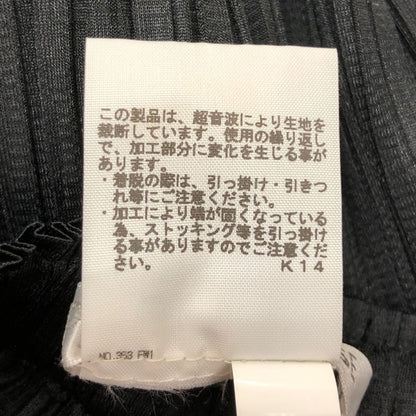 この製品は、超音波により生地を
裁断しています。使用の繰り返し
で、加工部分に変化を生じる事が
あります。
・着脱の際は、引っ掛け・引きつ
れ等にご注意ください。
・加工により端が固くなっている
為、ストッキング等を引っ掛ける
事がありますのでご注意くださ
い。
K14
NO.363